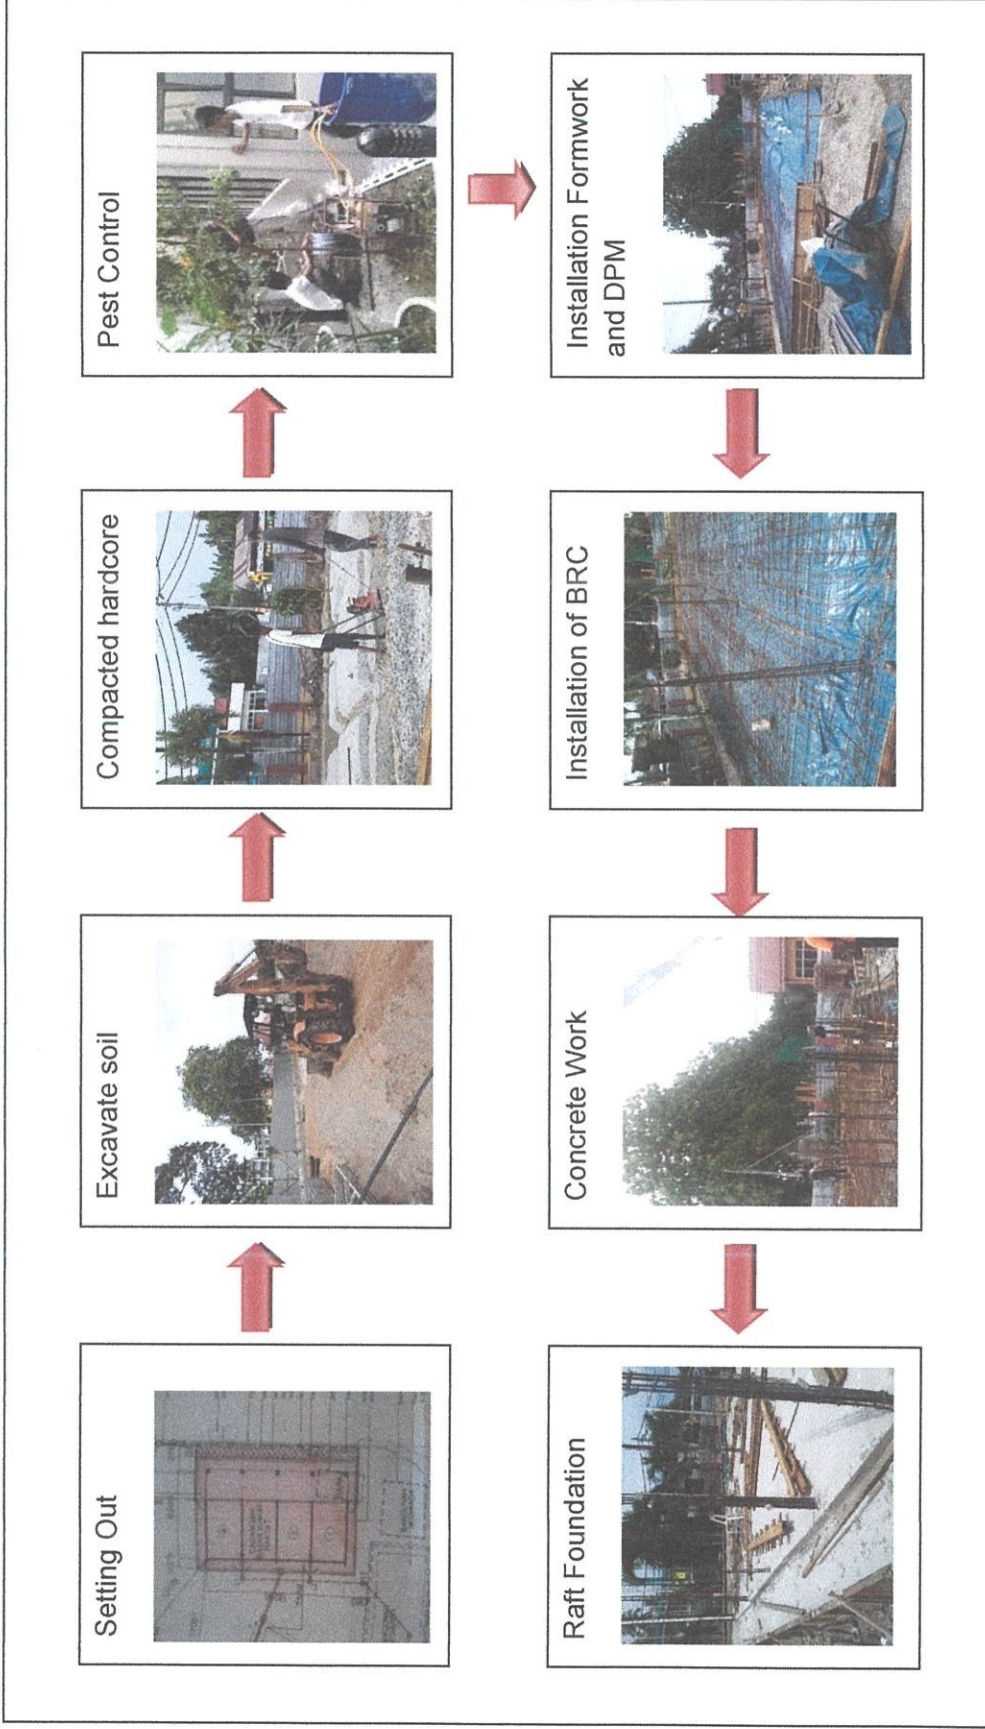 Setting Out
Excavate soil
Compacted hardcore
Pest Control
Installation Formwork
and DPM
Installation of BRC
Concrete Work
Raft Foundation